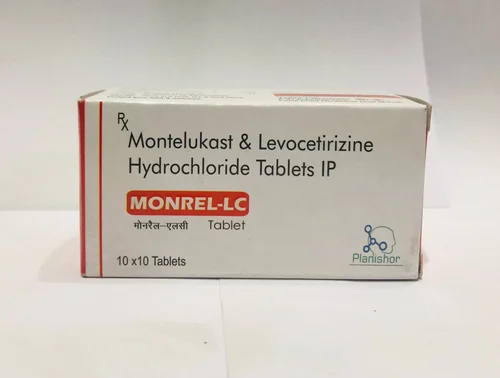 Rx
Montelukast & Levocetirizine
Hydrochloride Tablets IP
MONREL-LC
मोनरैल-एलसी Tablet
10 x10 Tablets
Planishor